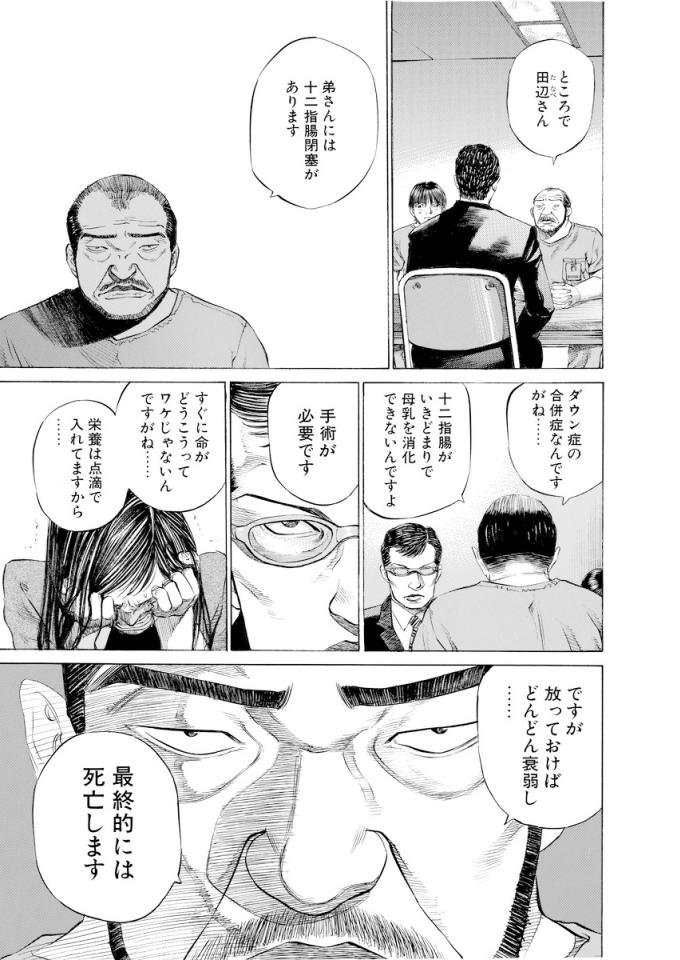 ところで
田辺さん
たなべ
弟さんには
十二指腸閉塞が
あります
ダウン症の
合併症なんです
がね…
十二指腸が
いきどまりで
母乳を消化
できないんですよ
手術が
必要です
すぐに命が
どうこうって
ワケじゃないん
ですがね……
栄養は点滴で
入れてますから
……
ですが
放っておけば
どんどん衰弱し
……
最終的には
死亡します